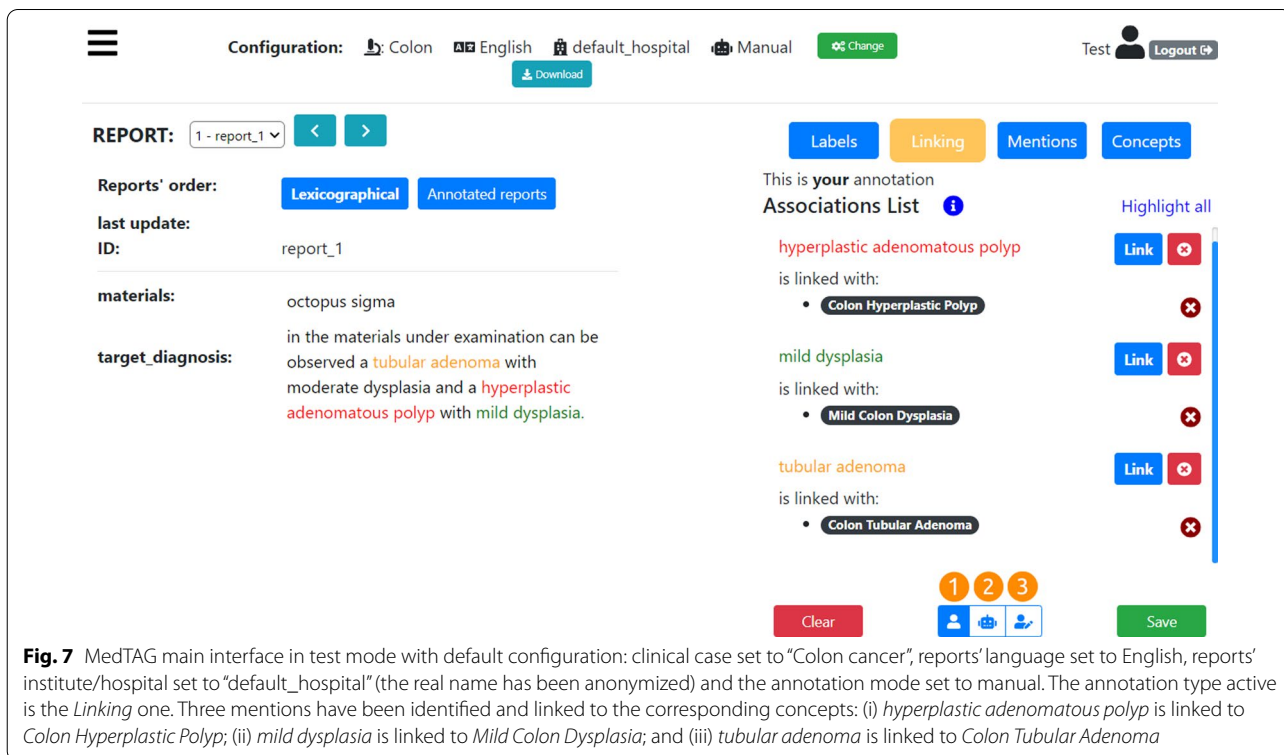 Configuration: : Colon English default_hospital Manual Change
Download
Test Logout
REPORT: 1 - report_1
Labels Linking Mentions Concepts
Reports' order: Lexicographical Annotated reports
last update:
ID: report_1
materials: octopus sigma
target_diagnosis:
in the materials under examination can be
observed a tubular adenoma with
moderate dysplasia and a hyperplastic
adenomatous polyp with mild dysplasia.
This is your annotation
Associations List i Highlight all
hyperplastic adenomatous polyp Link
is linked with:
• Colon Hyperplastic Polyp
mild dysplasia Link
is linked with:
• Mild Colon Dysplasia
tubular adenoma Link
is linked with:
• Colon Tubular Adenoma
1 2 3
Clear Save
Fig. 7 MedTAG main interface in test mode with default configuration: clinical case set to “Colon cancer”, reports’ language set to English, reports’
institute/hospital set to “default_hospital” (the real name has been anonymized) and the annotation mode set to manual. The annotation type active
is the Linking one. Three mentions have been identified and linked to the corresponding concepts: (i) hyperplastic adenomatous polyp is linked to
Colon Hyperplastic Polyp; (ii) mild dysplasia is linked to Mild Colon Dysplasia; and (iii) tubular adenoma is linked to Colon Tubular Adenoma